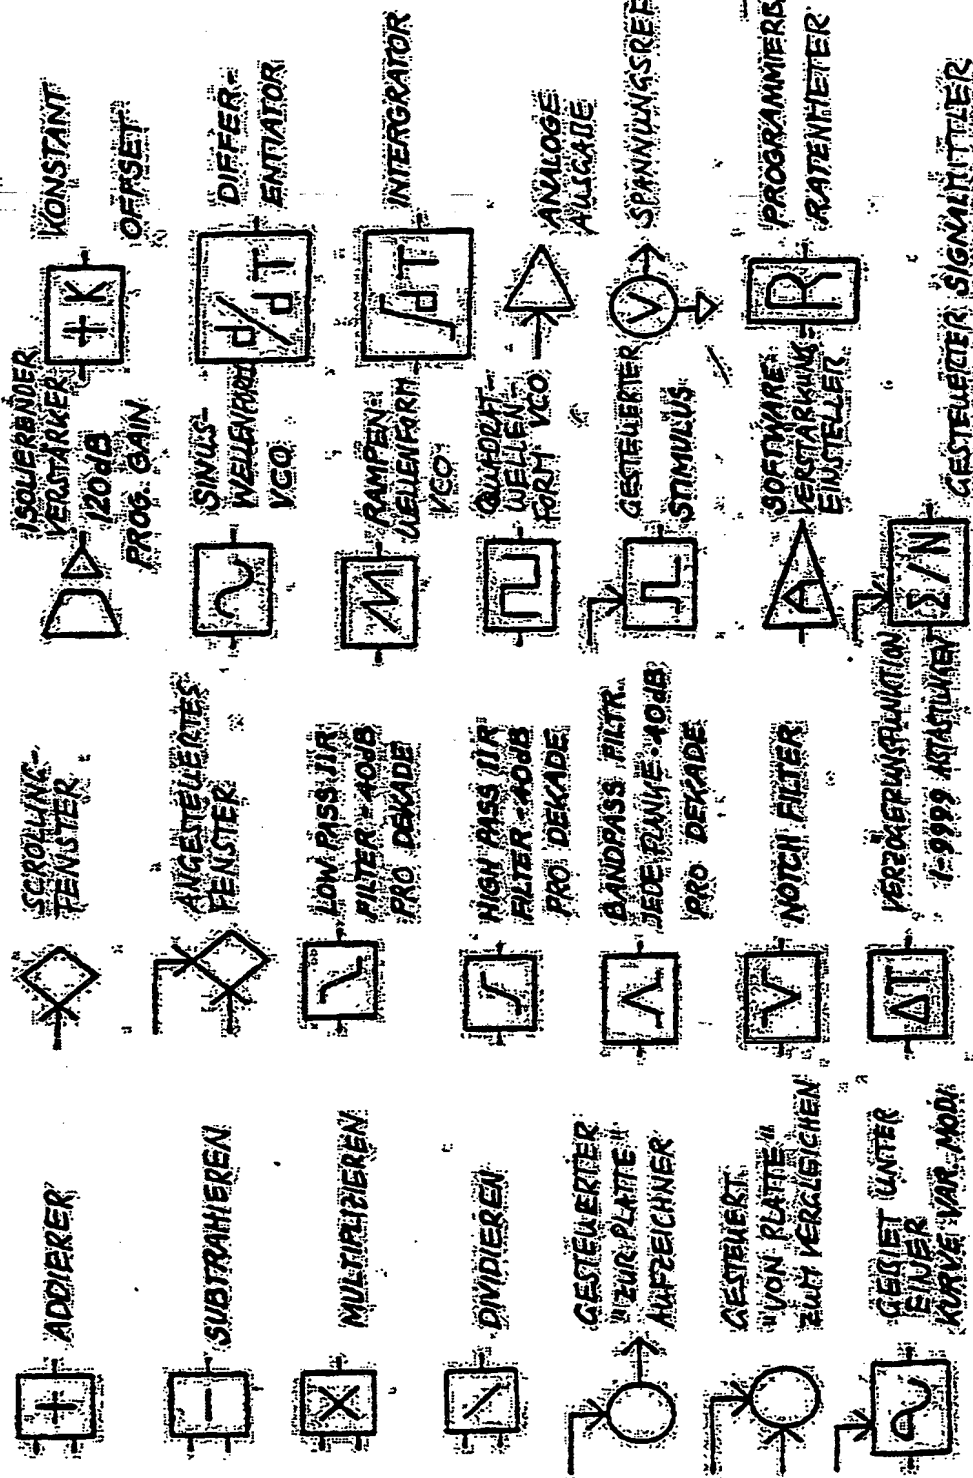 +
ADDIERER
−
SUBTRAHIEREN
X
MULTIPLIZIEREN
/
DIVIDIEREN
GESTEUERTER
"ZUR PLATTE"
AUFZEICHNER
GESTEUERT
"VON PLATTE"
ZUM VERGLEICHEN
GEBIET UNTER
EINER
KURVE VAR. MODI
SCROLLING-
FENSTER
ANGESTEUERTES
FENSTER
LOW PASS IIR
FILTER -40dB
PRO DEKADE
HIGH PASS IIR
FILTER -40dB
PRO DEKADE
BANDPASS FILTR.
JEDE FLANKE -40dB
PRO DEKADE
NOTCH FILTER
ΔT
VERZÖGERUNGSFUNKTION
1-9999 ABTASTUNGEN
ISOLIERENDER
VERSTÄRKER
120dB
PROG. GAIN
SINUS-
WELLENFORM
VCO
RAMPEN-
WELLENFORM
VCO
QUADRAT-
WELLEN-
FORM VCO
GESTEUERTER
STIMULUS
A
SOFTWARE-
VERSTÄRKUNG-
EINSTELLER
Σ/N
GESTEUERTER SIGNALMITTLER
+K
KONSTANT
OFFSET
d/dT
DIFFER-
ENTIATOR
∫dT
INTERGRATOR
ANALOGE
AUSGABE
V
SPANNUNGSREF
R
PROGRAMMIERB
RATENMETER